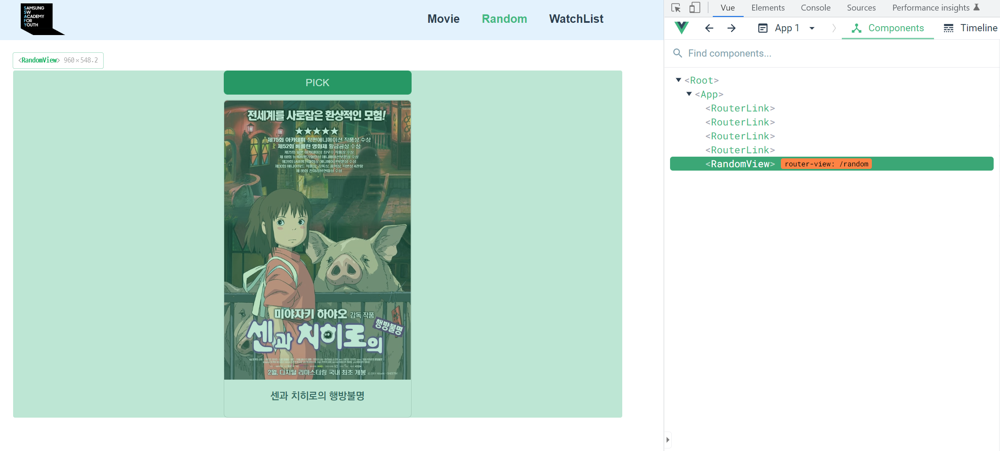 SAMSUNG
SW
ACADEMY
FOR
YOUTH
Movie Random WatchList
<RandomView> 960 × 548.2
PICK
전세계를 사로잡은 환상적인 모험!
★★★★★
제75회 아카데미 장편애니메이션 작품상 수상
제52회 베를린 영화제 황금곰상 수상
제25회 일본 아카데미상 최우수 작품상 수상
제 68회 뉴욕비평가협회상 애니메이션부문상 수상
제28회 LA비평가협회상 애니메이션부문상 수상
제30회 애니어워드 작품상, 감독상, 음악상, 각본상 4관왕
제 85회 전미리뷰연합상 수상
미야자키 하야오 감독 작품
센과 치히로의 행방불명
2월, 디지털 리마스터링 국내 최초 개봉
센과 치히로의 행방불명
Vue Elements Console Sources Performance insights
App 1 Components Timeline
Find components...
<Root>
<App>
<RouterLink>
<RouterLink>
<RouterLink>
<RouterLink>
<RandomView> router-view: /random